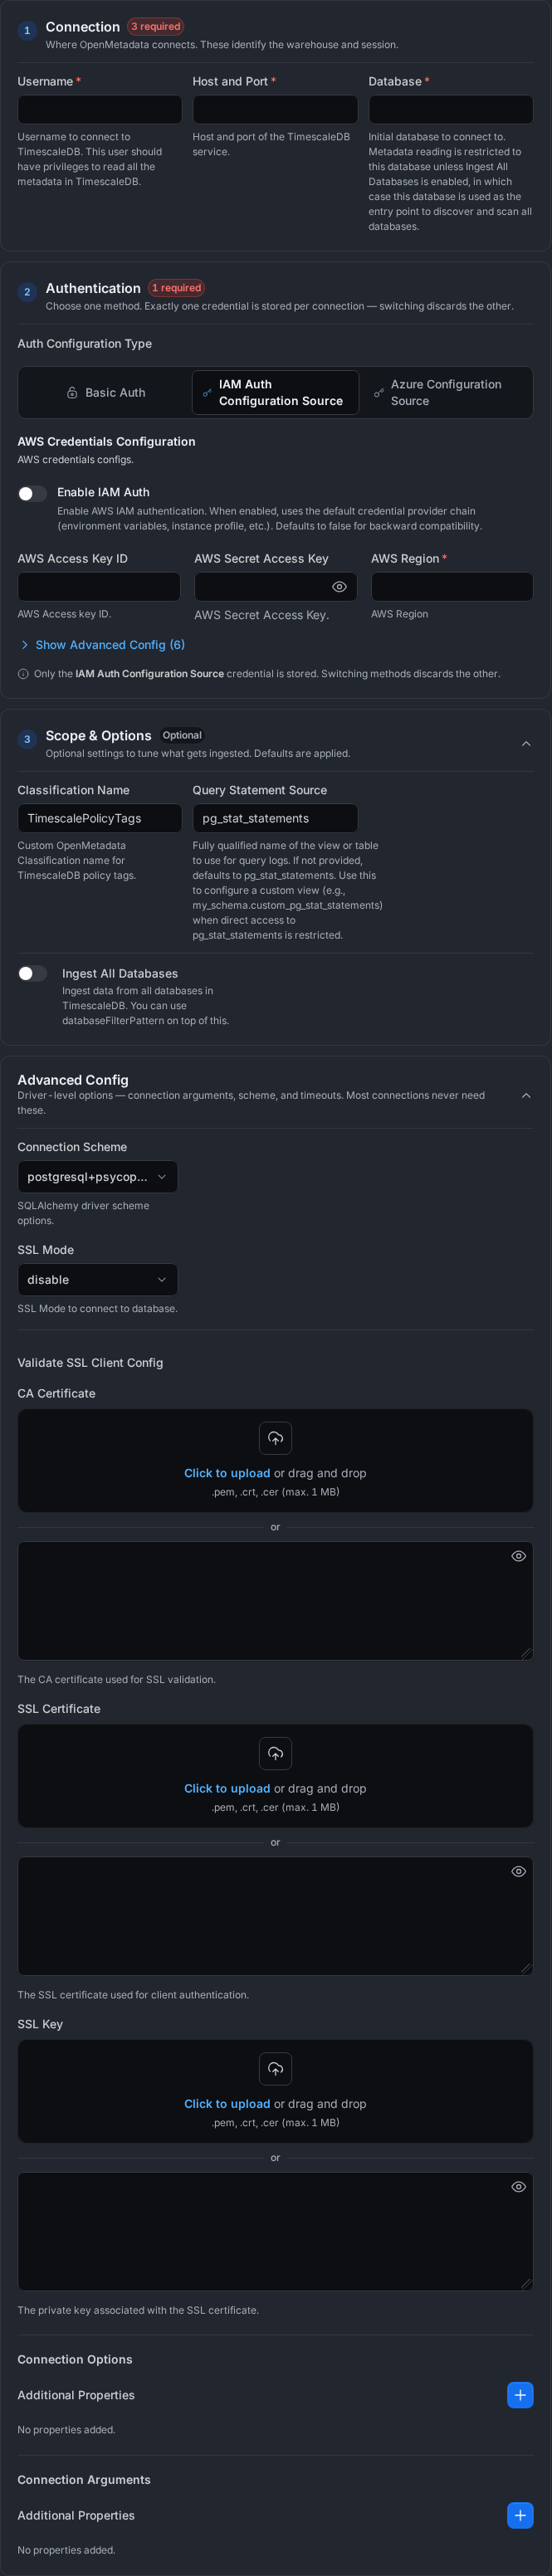 1 Connection 3 required
Where OpenMetadata connects. These identify the warehouse and session.
Username * Host and Port * Database *
Username to connect to
TimescaleDB. This user should
have privileges to read all the
metadata in TimescaleDB.
Host and port of the TimescaleDB
service.
Initial database to connect to.
Metadata reading is restricted to
this database unless Ingest All
Databases is enabled, in which
case this database is used as the
entry point to discover and scan all
databases.
2 Authentication 1 required
Choose one method. Exactly one credential is stored per connection — switching discards the other.
Auth Configuration Type
Basic Auth
IAM Auth
Configuration Source
Azure Configuration
Source
AWS Credentials Configuration
AWS credentials configs.
Enable IAM Auth
Enable AWS IAM authentication. When enabled, uses the default credential provider chain
(environment variables, instance profile, etc.). Defaults to false for backward compatibility.
AWS Access Key ID AWS Secret Access Key AWS Region *
AWS Access key ID. AWS Secret Access Key. AWS Region
Show Advanced Config (6)
Only the IAM Auth Configuration Source credential is stored. Switching methods discards the other.
3 Scope & Options Optional
Optional settings to tune what gets ingested. Defaults are applied.
Classification Name Query Statement Source
TimescalePolicyTags pg_stat_statements
Custom OpenMetadata
Classification name for
TimescaleDB policy tags.
Fully qualified name of the view or table
to use for query logs. If not provided,
defaults to pg_stat_statements. Use this
to configure a custom view (e.g.,
my_schema.custom_pg_stat_statements)
when direct access to
pg_stat_statements is restricted.
Ingest All Databases
Ingest data from all databases in
TimescaleDB. You can use
databaseFilterPattern on top of this.
Advanced Config
Driver-level options — connection arguments, scheme, and timeouts. Most connections never need
these.
Connection Scheme
postgresql+psycop...
SQLAlchemy driver scheme
options.
SSL Mode
disable
SSL Mode to connect to database.
Validate SSL Client Config
CA Certificate
Click to upload or drag and drop
.pem, .crt, .cer (max. 1 MB)
or
The CA certificate used for SSL validation.
SSL Certificate
Click to upload or drag and drop
.pem, .crt, .cer (max. 1 MB)
or
The SSL certificate used for client authentication.
SSL Key
Click to upload or drag and drop
.pem, .crt, .cer (max. 1 MB)
or
The private key associated with the SSL certificate.
Connection Options
Additional Properties
No properties added.
Connection Arguments
Additional Properties
No properties added.